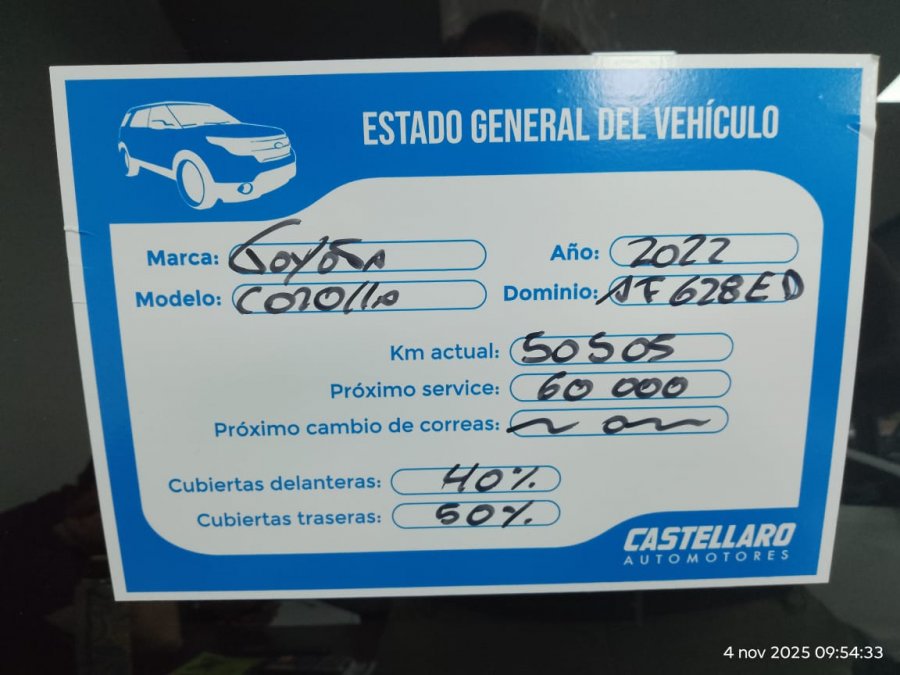 ESTADO GENERAL DEL VEHÍCULO
Marca: Toyota
Año: 2022
Modelo: Corolla
Dominio: AF 628 ED
Km actual: 50505
Próximo service: 60 000
Próximo cambio de correas:
Cubiertas delanteras: 40%
Cubiertas traseras: 50%.
CASTELLARO
AUTOMOTORES
4 nov 2025 09:54:33